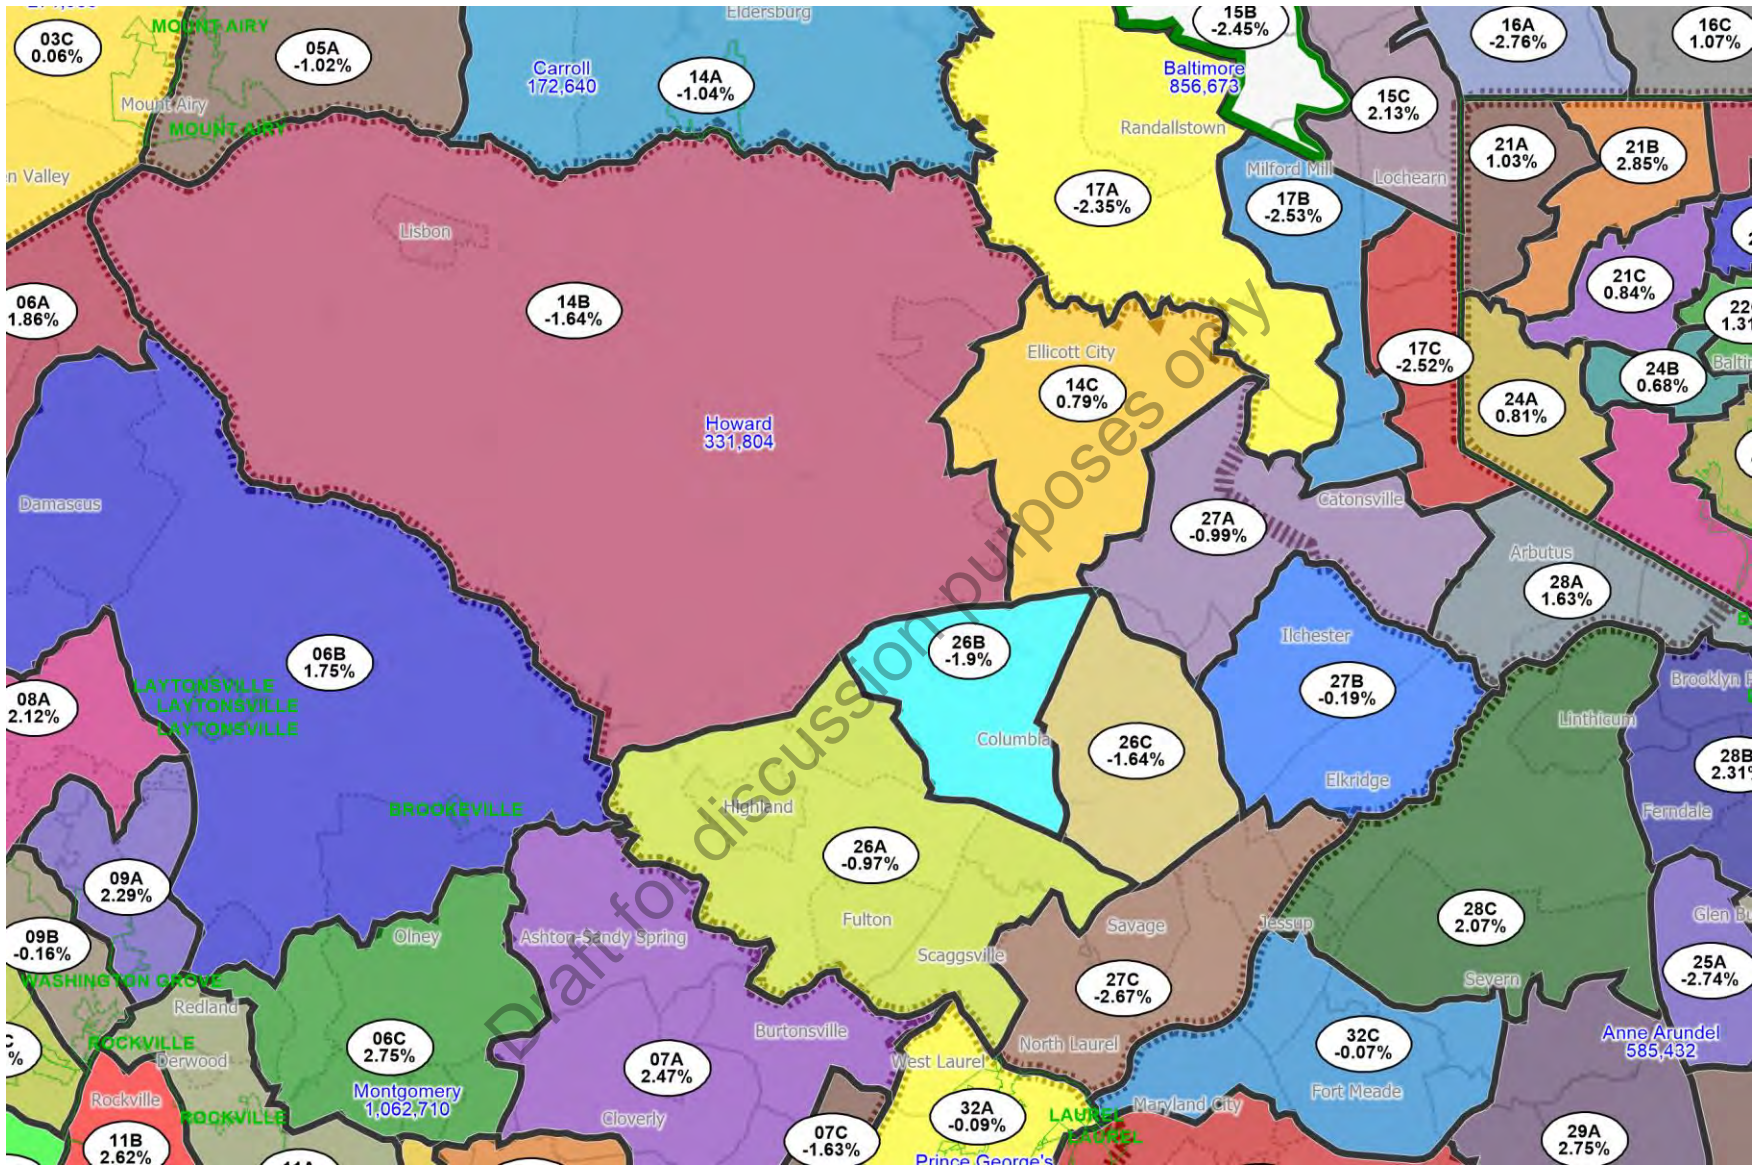 MOUNT AIRY
03C
0.06%
05A
-1.02%
Eldersburg
Carroll
172,640
14A
-1.04%
15B
-2.45%
Baltimore
856,673
16A
-2.76%
16C
1.07%
15C
2.13%
Mount Airy
MOUNT AIRY
Randallstown
21A
1.03%
21B
2.85%
Milford Mill
Lochearn
17A
-2.35%
17B
-2.53%
Lisbon
21C
0.84%
06A
1.86%
14B
-1.64%
Ellicott City
14C
0.79%
17C
-2.52%
24B
0.68%
24A
0.81%
Howard
331,804
Damascus
Catonsville
27A
-0.99%
Arbutus
28A
1.63%
Ilchester
26B
-1.9%
06B
1.75%
27B
-0.19%
LAYTONSVILLE
LAYTONSVILLE
LAYTONSVILLE
08A
2.12%
Linthicum
Columbia
26C
-1.64%
28B
Elkridge
Highland
BROOKEVILLE
Ferndale
26A
-0.97%
09A
2.29%
28C
2.07%
Fulton
Savage
Jessup
Olney
Ashton-Sandy Spring
09B
-0.16%
Scaggsville
WASHINGTON GROVE
27C
-2.67%
Severn
25A
-2.74%
Redland
Burtonsville
North Laurel
Anne Arundel
585,432
ROCKVILLE
Derwood
06C
2.75%
07A
2.47%
West Laurel
32C
-0.07%
Montgomery
1,062,710
Rockville
ROCKVILLE
Cloverly
32A
-0.09%
Maryland City
Fort Meade
LAUREL
LAUREL
11B
2.62%
07C
-1.63%
29A
2.75%
Prince George's
Draft for discussion purposes only